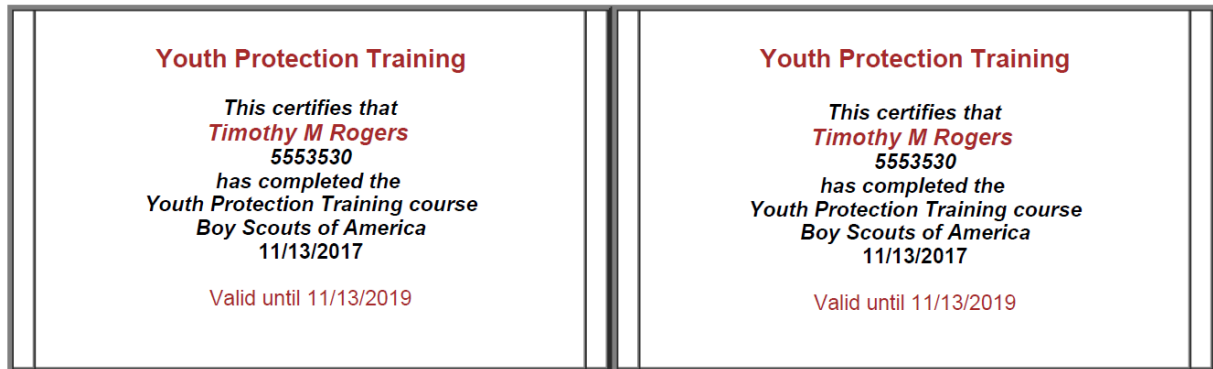 Youth Protection Training
This certifies that
Timothy M Rogers
5553530
has completed the
Youth Protection Training course
Boy Scouts of America
11/13/2017
Valid until 11/13/2019
Youth Protection Training
This certifies that
Timothy M Rogers
5553530
has completed the
Youth Protection Training course
Boy Scouts of America
11/13/2017
Valid until 11/13/2019